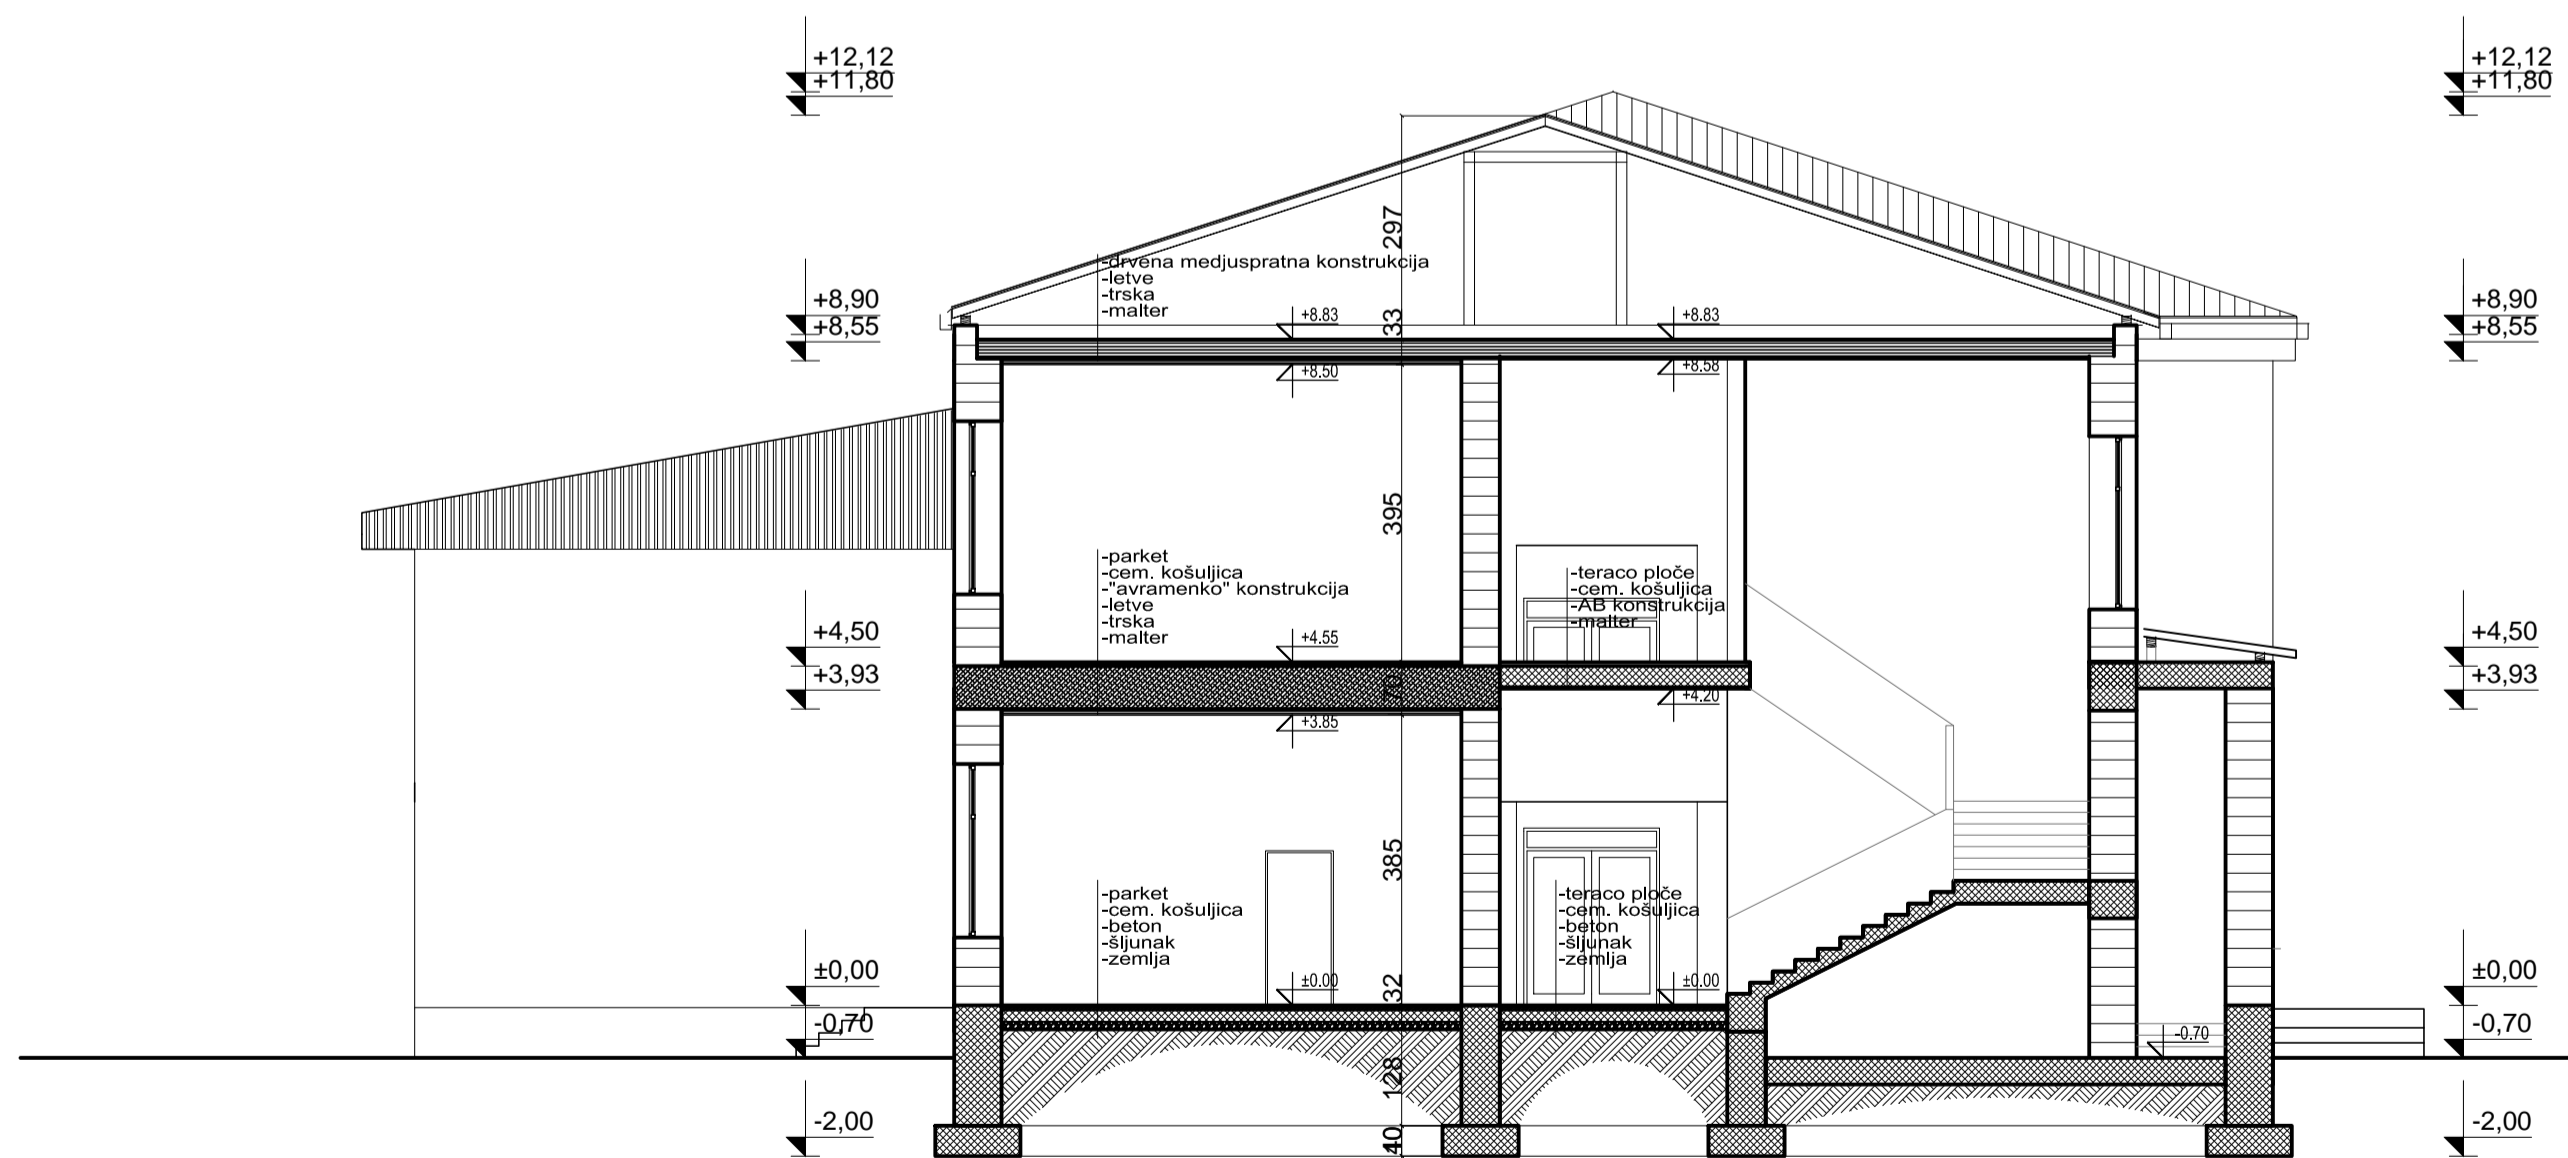 +12,12
+11,80
+8,90
+8,55
+4,50
+3,93
±0,00
-0,70
-2,00
297
33
395
70
385
32
128
40
-drvena medjuspratna konstrukcija
-letve
-trska
-malter
+8.83
+8.83
+8.50
+8.58
-parket
-cem. košuljica
-"avramenko" konstrukcija
-letve
-trska
-malter
-teraco ploče
-cem. košuljica
-AB konstrukcija
-malter
+4.55
+4.20
+3.85
-parket
-cem. košuljica
-beton
-šljunak
-zemlja
-teraco ploče
-cem. košuljica
-beton
-šljunak
-zemlja
±0.00
±0.00
-0.70
+12,12
+11,80
+8,90
+8,55
+4,50
+3,93
±0,00
-0,70
-2,00